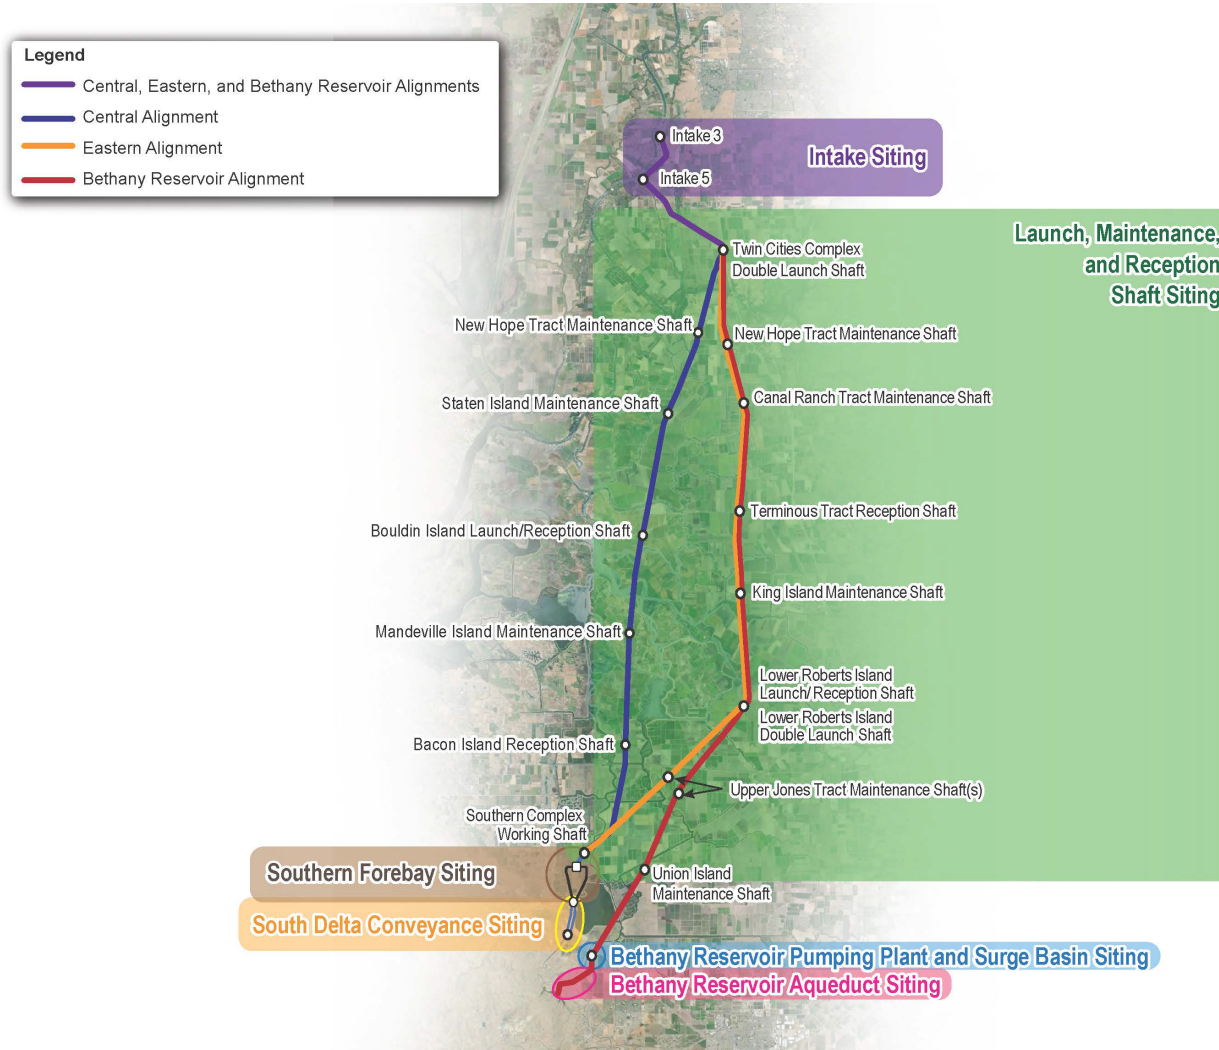 Legend
Central, Eastern, and Bethany Reservoir Alignments
Central Alignment
Eastern Alignment
Bethany Reservoir Alignment
Intake 3
Intake Siting
Intake 5
Launch, Maintenance,
and Reception
Shaft Siting
Twin Cities Complex
Double Launch Shaft
New Hope Tract Maintenance Shaft
New Hope Tract Maintenance Shaft
Staten Island Maintenance Shaft
Canal Ranch Tract Maintenance Shaft
Bouldin Island Launch/Reception Shaft
Terminous Tract Reception Shaft
King Island Maintenance Shaft
Mandeville Island Maintenance Shaft
Lower Roberts Island
Launch/ Reception Shaft
Lower Roberts Island
Double Launch Shaft
Bacon Island Reception Shaft
Upper Jones Tract Maintenance Shaft(s)
Southern Complex
Working Shaft
Southern Forebay Siting
Union Island
Maintenance Shaft
South Delta Conveyance Siting
Bethany Reservoir Pumping Plant and Surge Basin Siting
Bethany Reservoir Aqueduct Siting